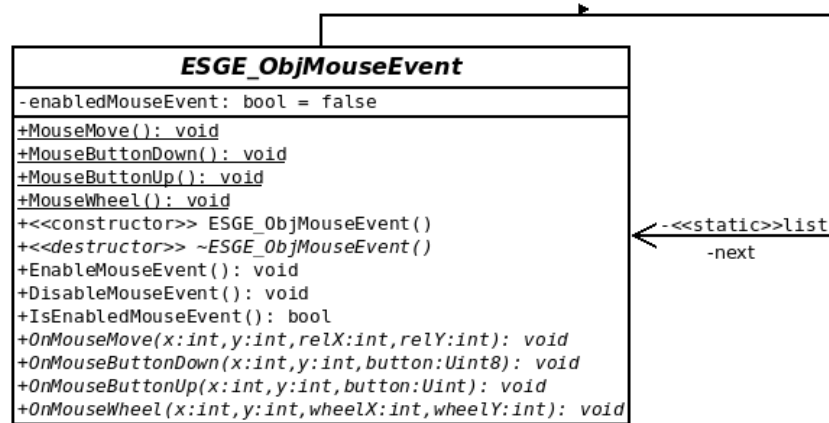 ESGE_ObjMouseEvent
-enabledMouseEvent: bool = false
+MouseMove(): void
+MouseButtonDown(): void
+MouseButtonUp(): void
+MouseWheel(): void
+<<constructor>> ESGE_ObjMouseEvent()
+<<destructor>> ~ESGE_ObjMouseEvent()
+EnableMouseEvent(): void
+DisableMouseEvent(): void
+IsEnabledMouseEvent(): bool
+OnMouseMove(x:int,y:int,relX:int,relY:int): void
+OnMouseButtonDown(x:int,y:int,button:Uint8): void
+OnMouseButtonUp(x:int,y:int,button:Uint): void
+OnMouseWheel(x:int,y:int,wheelX:int,wheelY:int): void
-<<static>>list
-next